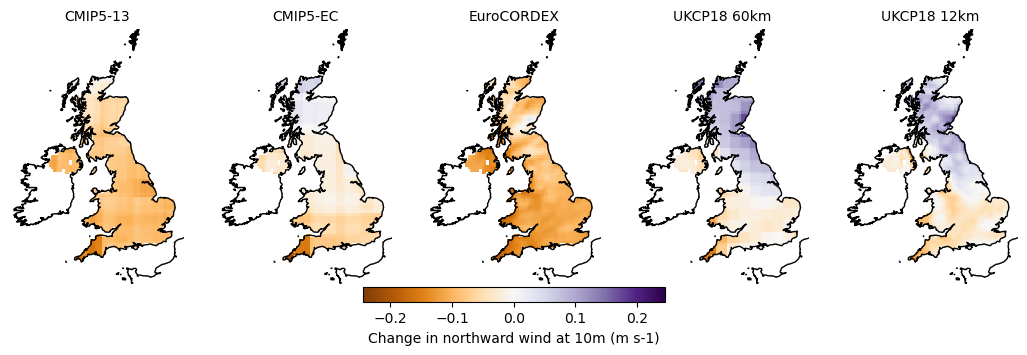 CMIP5-13 CMIP5-EC EuroCORDEX UKCP18 60km UKCP18 12km
−0.2 −0.1 0.0 0.1 0.2
Change in northward wind at 10m (m s-1)